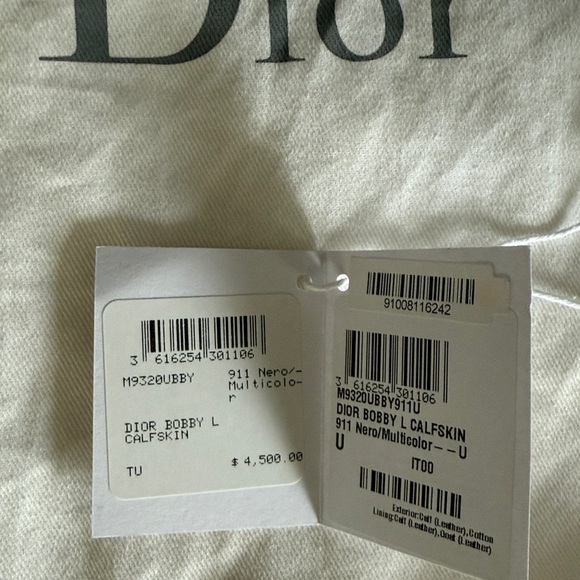 Dior
3 616254 301106
M9320UBBY 911 Nero/-
Multicolo-
r
DIOR BOBBY L
CALFSKIN
TU $ 4,500.00
91008116242
3 616254 301106
M9320UBBY911U
DIOR BOBBY L CALFSKIN
911 Nero/Multicolor--U
U IT00
Exterior:Calf (Leather),Cotton
Lining:Calf (Leather),Goat (Leather)